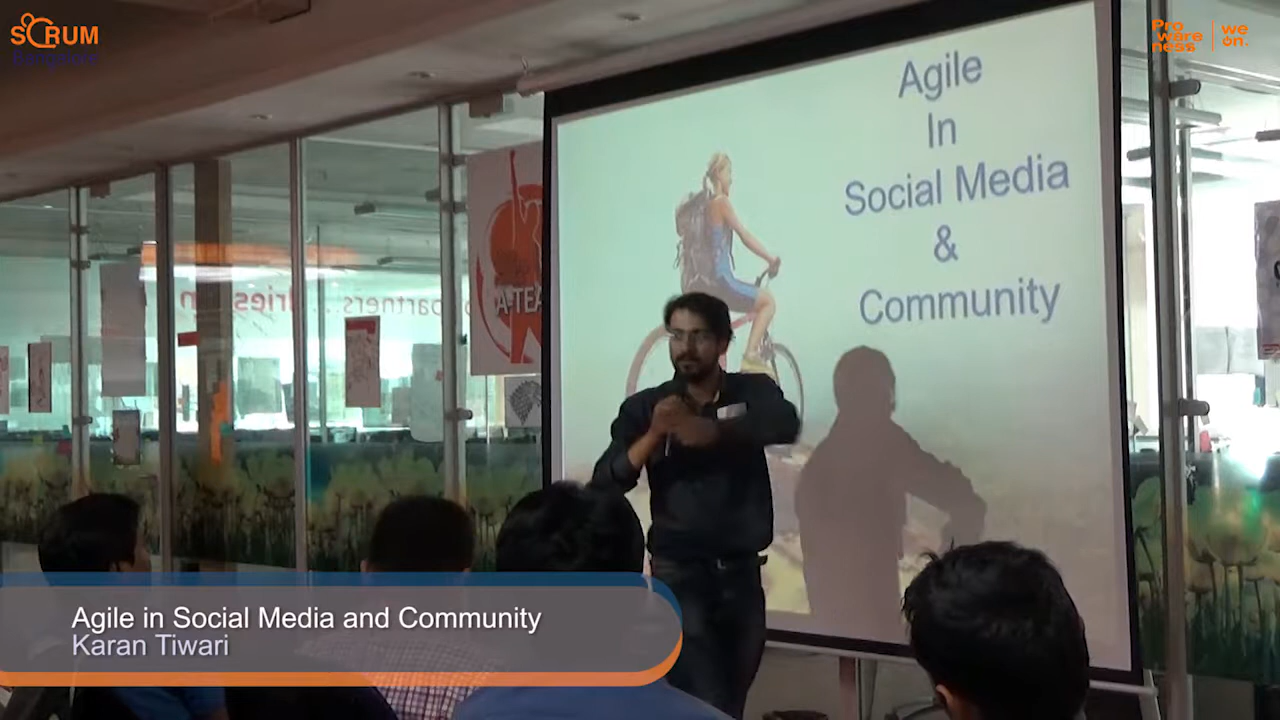 SCRUM
Bangalore
Pro
ware
ness
we
on.
Agile
In
Social Media
&
Community
A-TEA
partners
Agile in Social Media and Community
Karan Tiwari